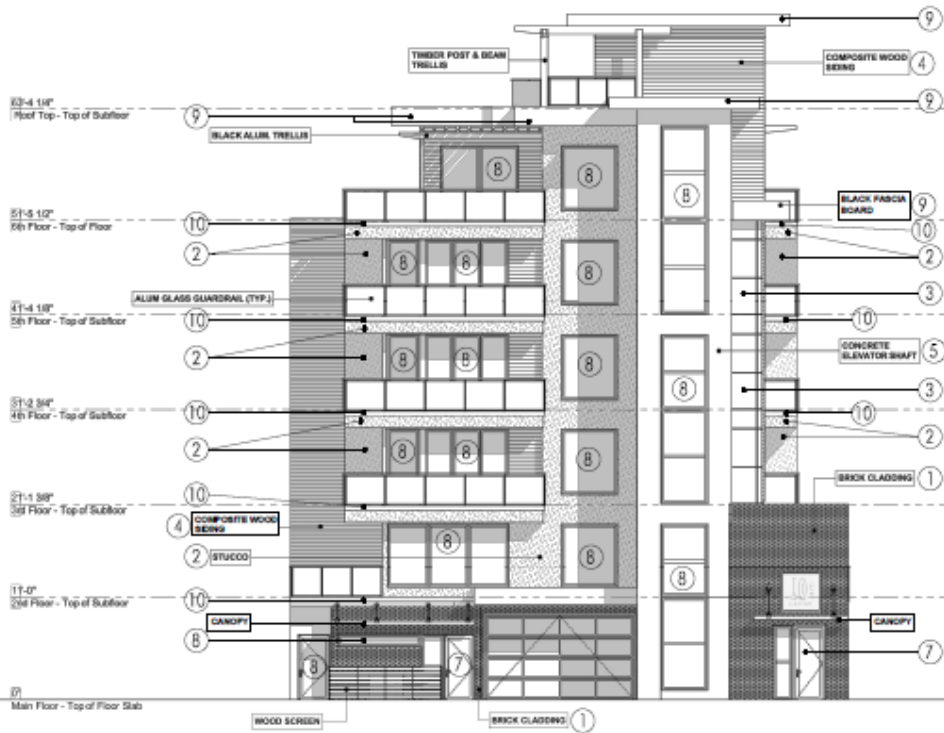 9
TIMBER POST & BEAM
TRELLIS
COMPOSITE WOOD
SIDING
4
63'-4 1/4"
Roof Top - Top of Subfloor
9
9
BLACK ALUM. TRELLIS
8
8
8
BLACK FASCIA
BOARD
9
51'-5 1/2"
6th Floor - Top of Floor
10
10
2
2
8
8
8
ALUM GLASS GUARDRAIL (TYP.)
3
41'-4 1/8"
5th Floor - Top of Subfloor
10
10
2
8
8
8
8
CONCRETE
ELEVATOR SHAFT
5
3
31'-2 3/4"
4th Floor - Top of Subfloor
10
10
2
2
8
8
8
BRICK CLADDING
1
21'-1 3/8"
3rd Floor - Top of Subfloor
10
4
COMPOSITE WOOD
SIDING
8
2
STUCCO
8
8
11'-0"
2nd Floor - Top of Subfloor
10
CANOPY
CANOPY
8
8
7
7
0"
Main Floor - Top of Floor Slab
WOOD SCREEN
BRICK CLADDING
1